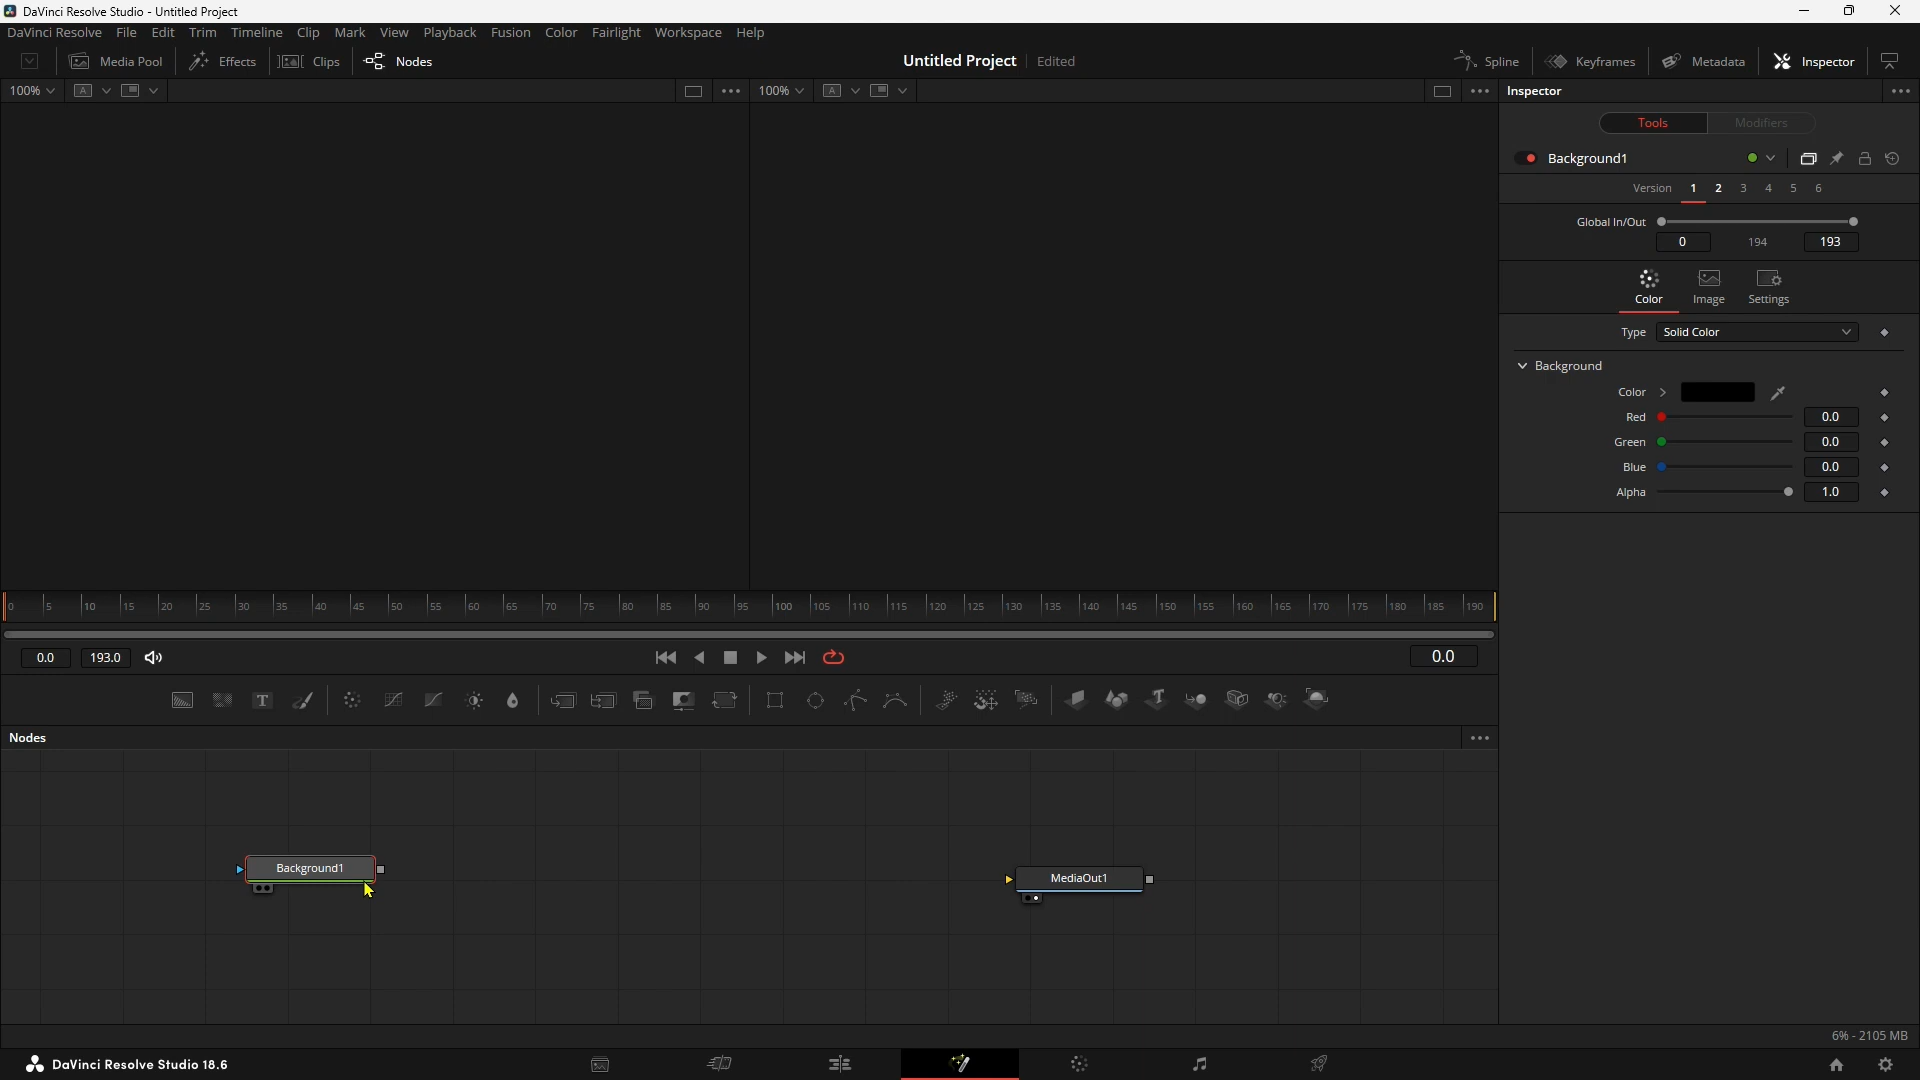 DaVinci Resolve Studio - Untitled Project
DaVinci Resolve File Edit Trim Timeline Clip Mark View Playback Fusion Color Fairlight Workspace Help
Media Pool Effects Clips Nodes Untitled Project Edited Spline Keyframes Metadata Inspector
100% A 100% A Inspector
Tools Modifiers
Background1
Version 1 2 3 4 5 6
Global In/Out
0 194 193
Color Image Settings
Type Solid Color
Background
Color
Red 0.0
Green 0.0
Blue 0.0
Alpha 1.0
0 5 10 15 20 25 30 35 40 45 50 55 60 65 70 75 80 85 90 95 100 105 110 115 120 125 130 135 140 145 150 155 160 165 170 175 180 185 190
0.0 193.0 0.0
T T
Nodes
Background1
MediaOut1
6% - 2105 MB
DaVinci Resolve Studio 18.6